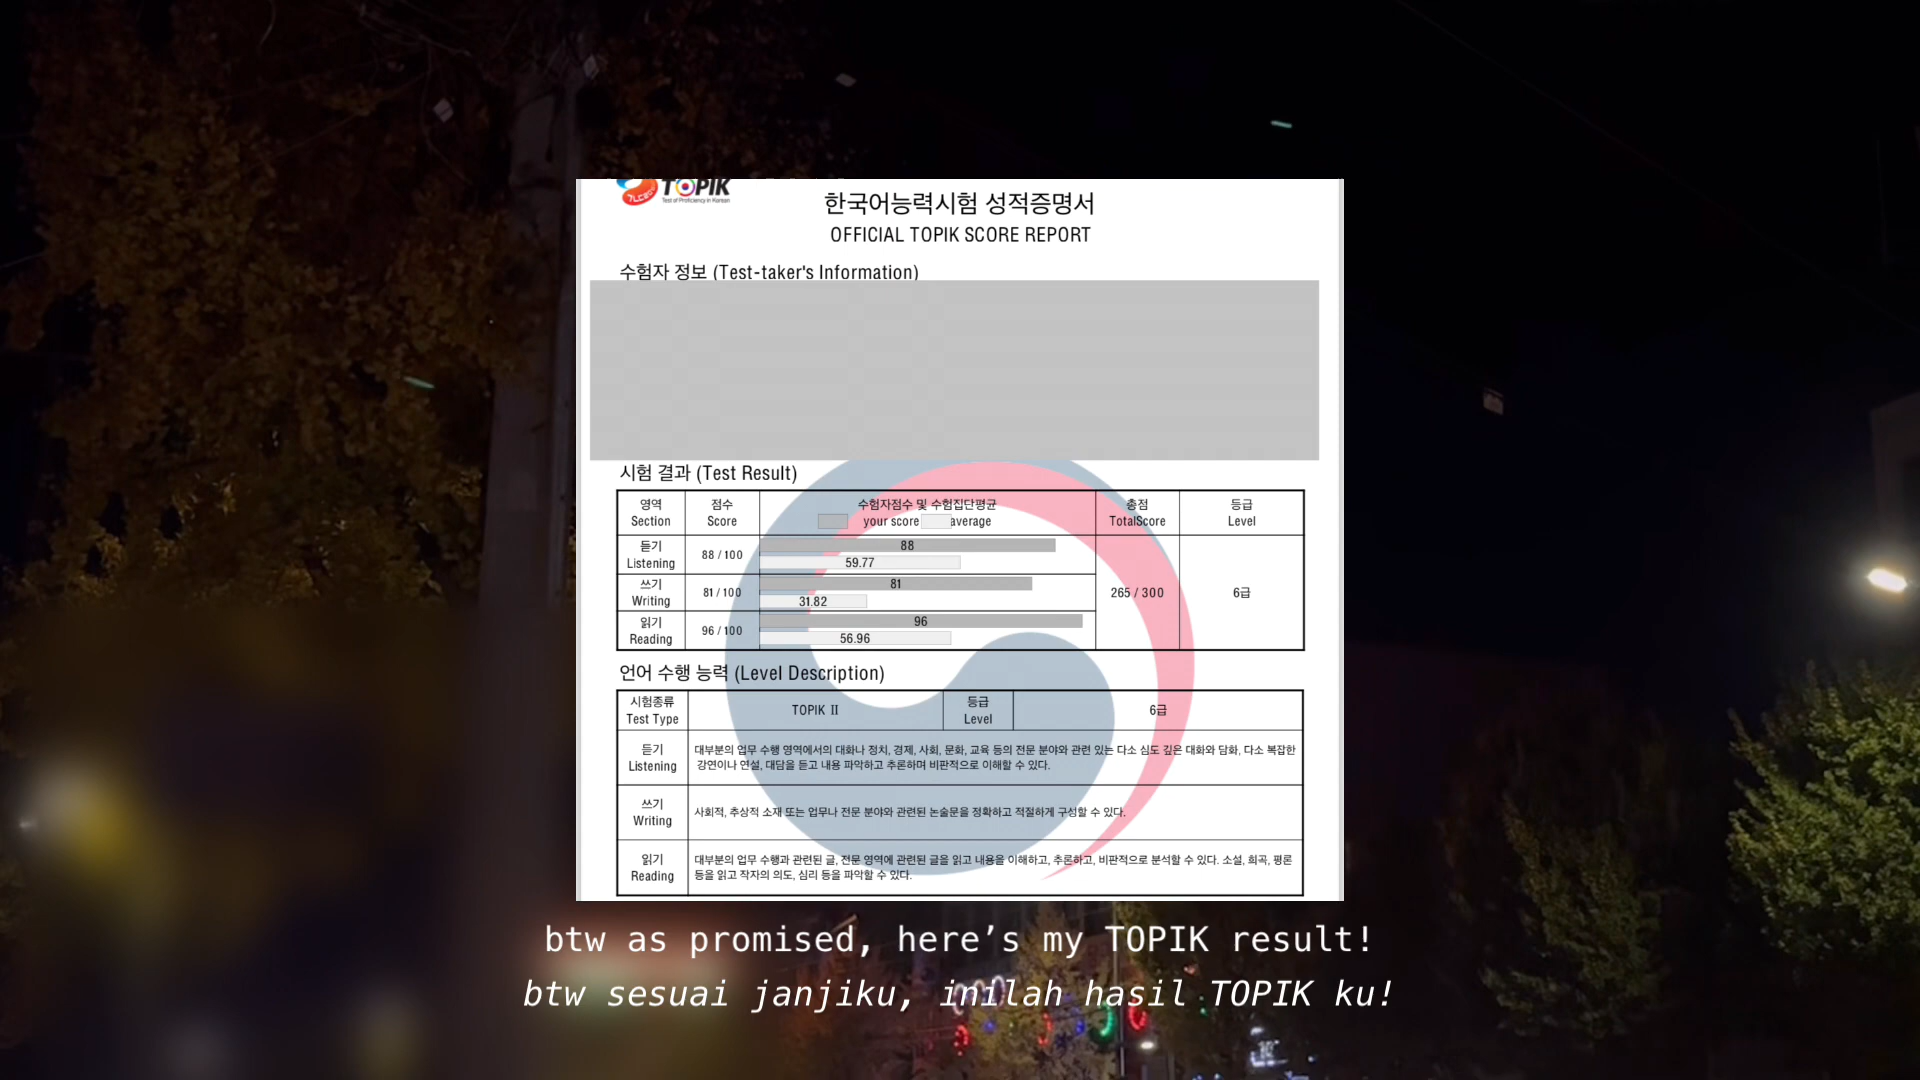 TOPIK
Test of Proficiency in Korean
한국어능력시험 성적증명서
OFFICIAL TOPIK SCORE REPORT
수험자 정보 (Test-taker's Information)
시험 결과 (Test Result)
영역 점수 수험자점수 및 수험집단평균 총점 등급
Section Score your score average TotalScore Level
듣기 88 / 100 88
Listening 59.77
쓰기 81 / 100 81 265 / 300 6급
Writing 31.82
읽기 96 / 100 96
Reading 56.96
언어 수행 능력 (Level Description)
시험종류 TOPIK II 등급 6급
Test Type Level
듣기 대부분의 업무 수행 영역에서의 대화나 정치, 경제, 사회, 문화, 교육 등의 전문 분야와 관련 있는 다소 심도 깊은 대화와 담화, 다소 복잡한
Listening 강연이나 연설, 대담을 듣고 내용 파악하고 추론하며 비판적으로 이해할 수 있다.
쓰기 사회적, 추상적 소재 또는 업무나 전문 분야와 관련된 논술문을 정확하고 적절하게 구성할 수 있다.
Writing
읽기 대부분의 업무 수행과 관련된 글, 전문 영역에 관련된 글을 읽고 내용을 이해하고, 추론하고, 비판적으로 분석할 수 있다. 소설, 희곡, 평론
Reading 등을 읽고 작자의 의도, 심리 등을 파악할 수 있다.
btw as promised, here’s my TOPIK result!
btw sesuai janjiku, inilah hasil TOPIK ku!